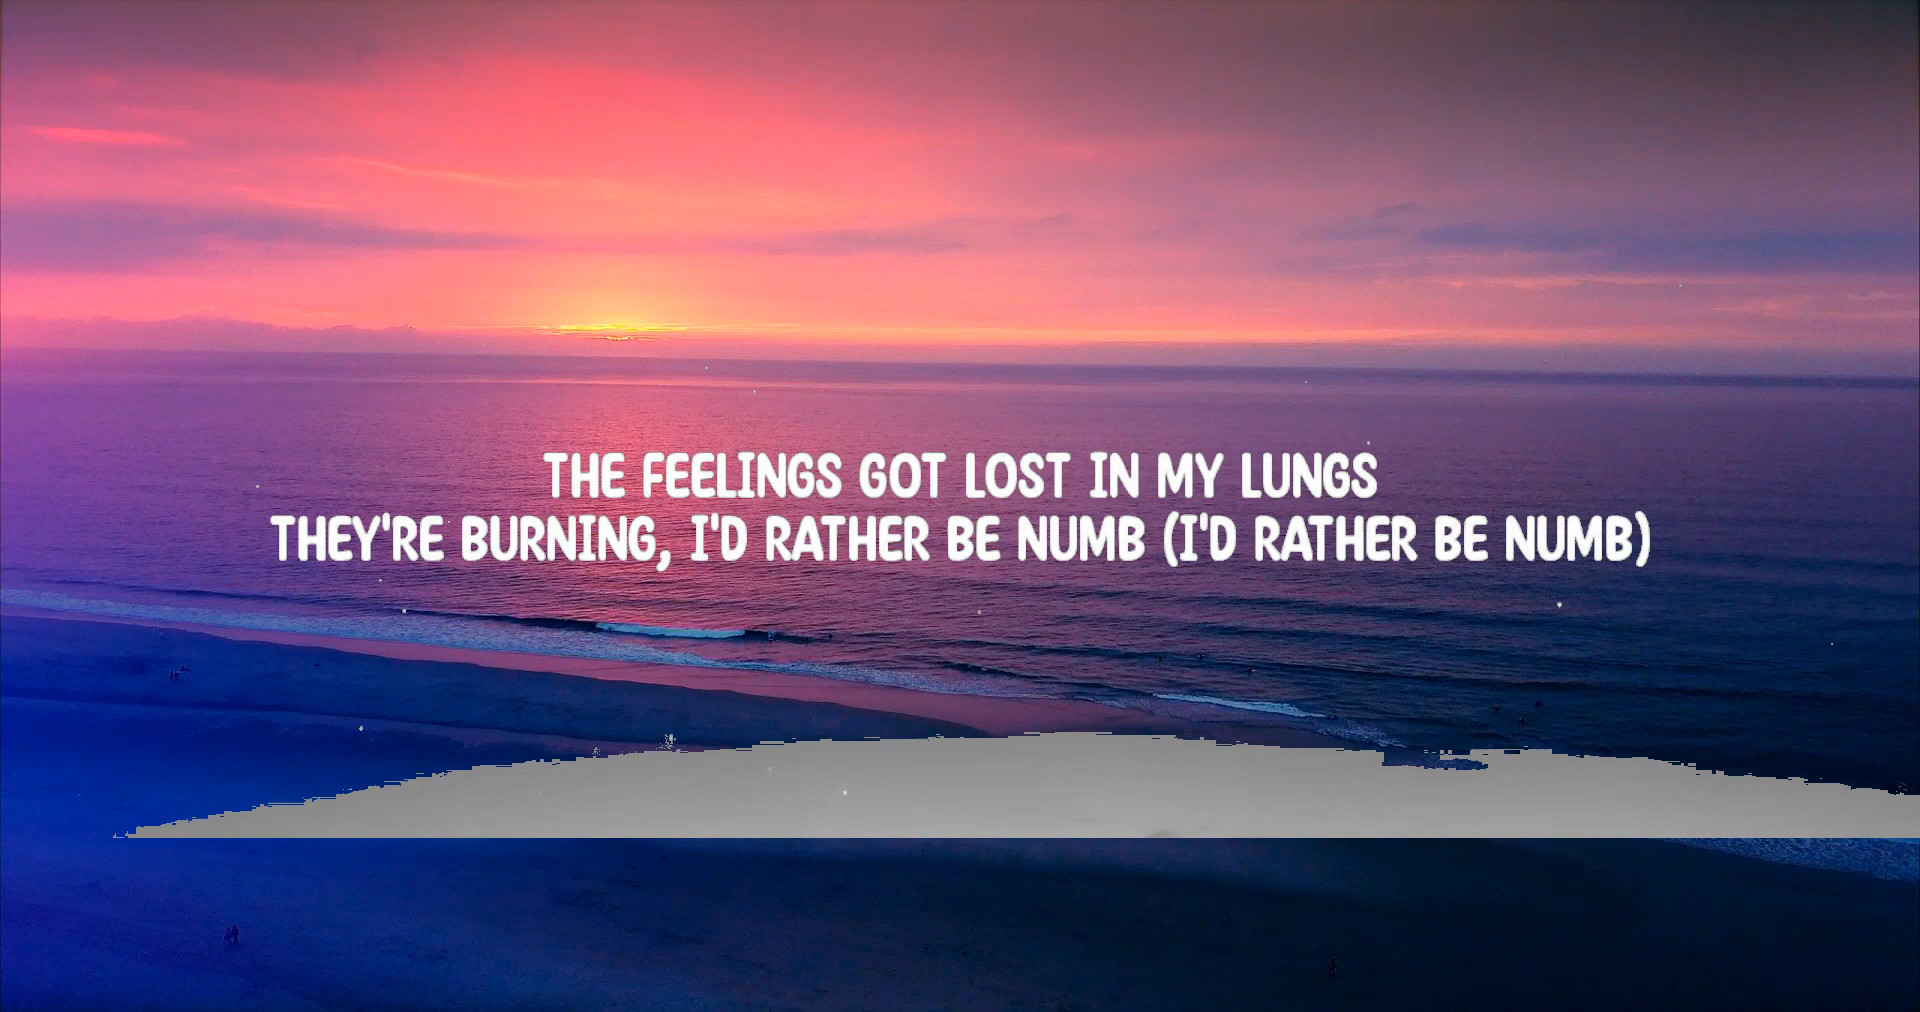 THE FEELINGS GOT LOST IN MY LUNGS
THEY'RE BURNING, I'D RATHER BE NUMB (I'D RATHER BE NUMB)